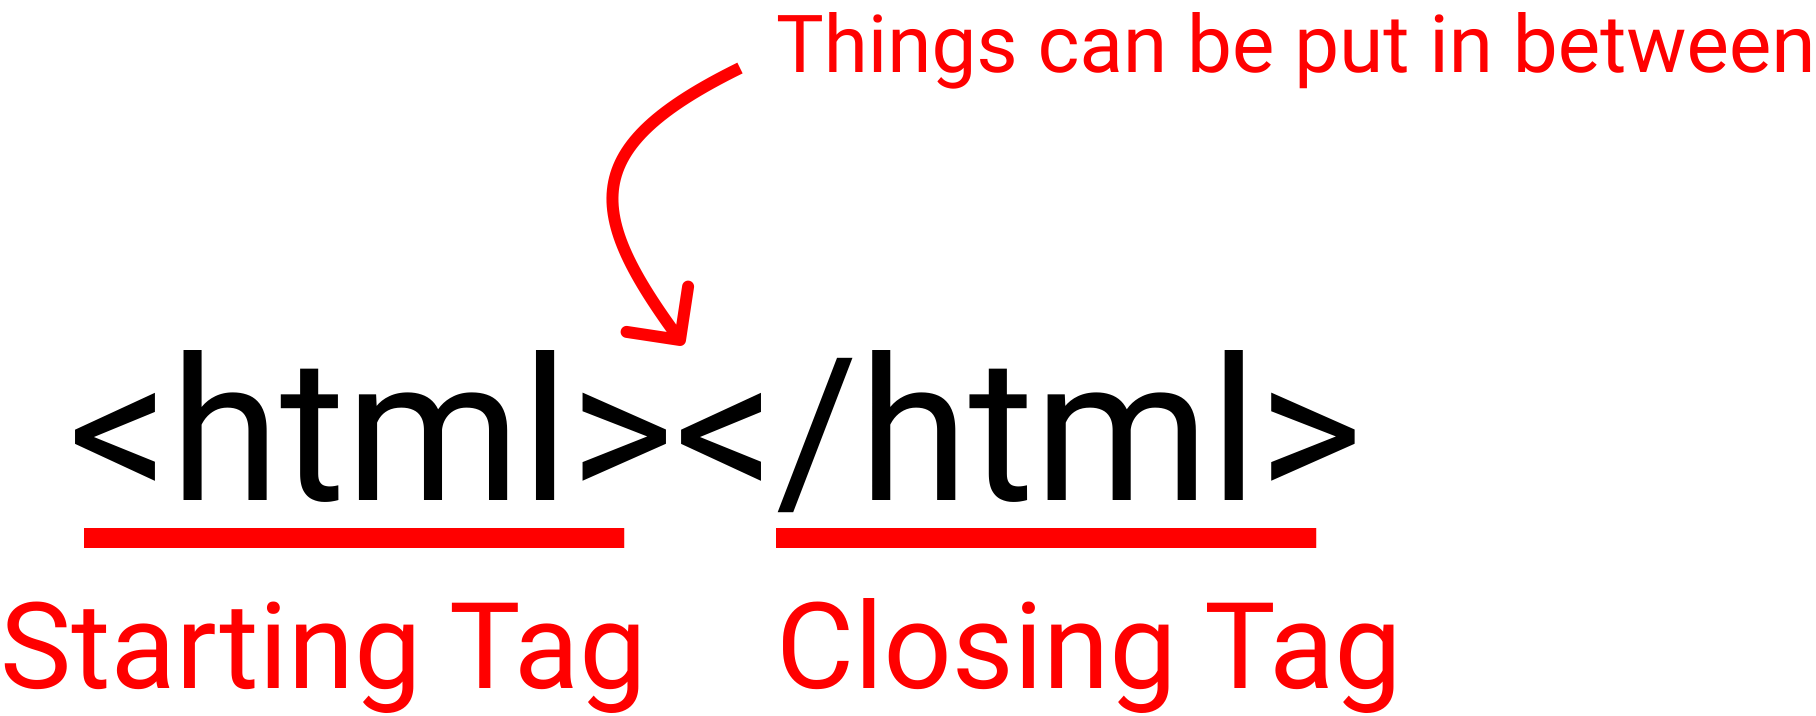 Things can be put in between
<html></html>
Starting Tag
Closing Tag